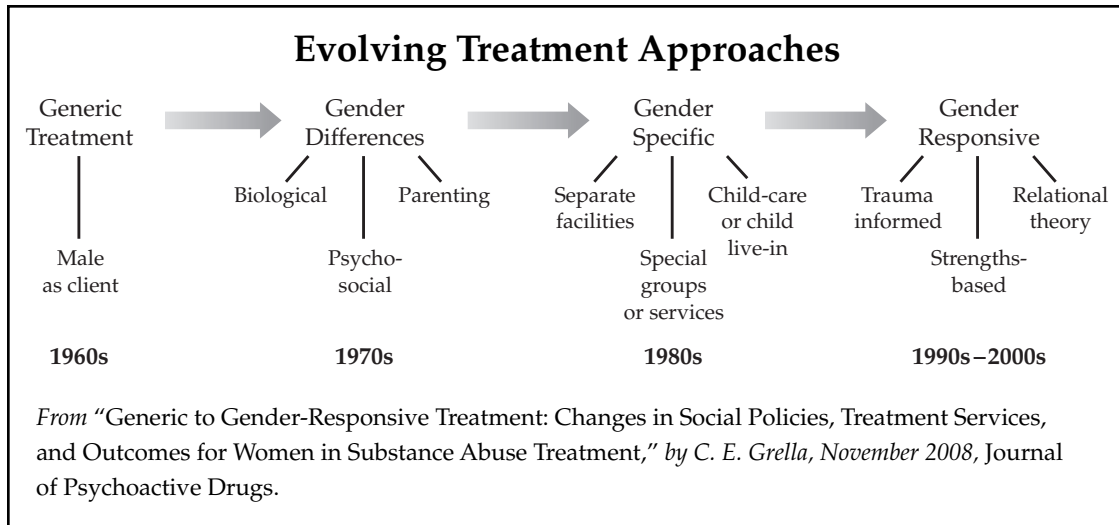 Evolving Treatment Approaches
Generic
Treatment
Male
as client
1960s
Gender
Differences
Biological
Psycho-
social
Parenting
1970s
Gender
Specific
Separate
facilities
Special
groups
or services
Child-care
or child
live-in
1980s
Gender
Responsive
Trauma
informed
Strengths-
based
Relational
theory
1990s–2000s
From “Generic to Gender-Responsive Treatment: Changes in Social Policies, Treatment Services,
and Outcomes for Women in Substance Abuse Treatment,” by C. E. Grella, November 2008, Journal
of Psychoactive Drugs.